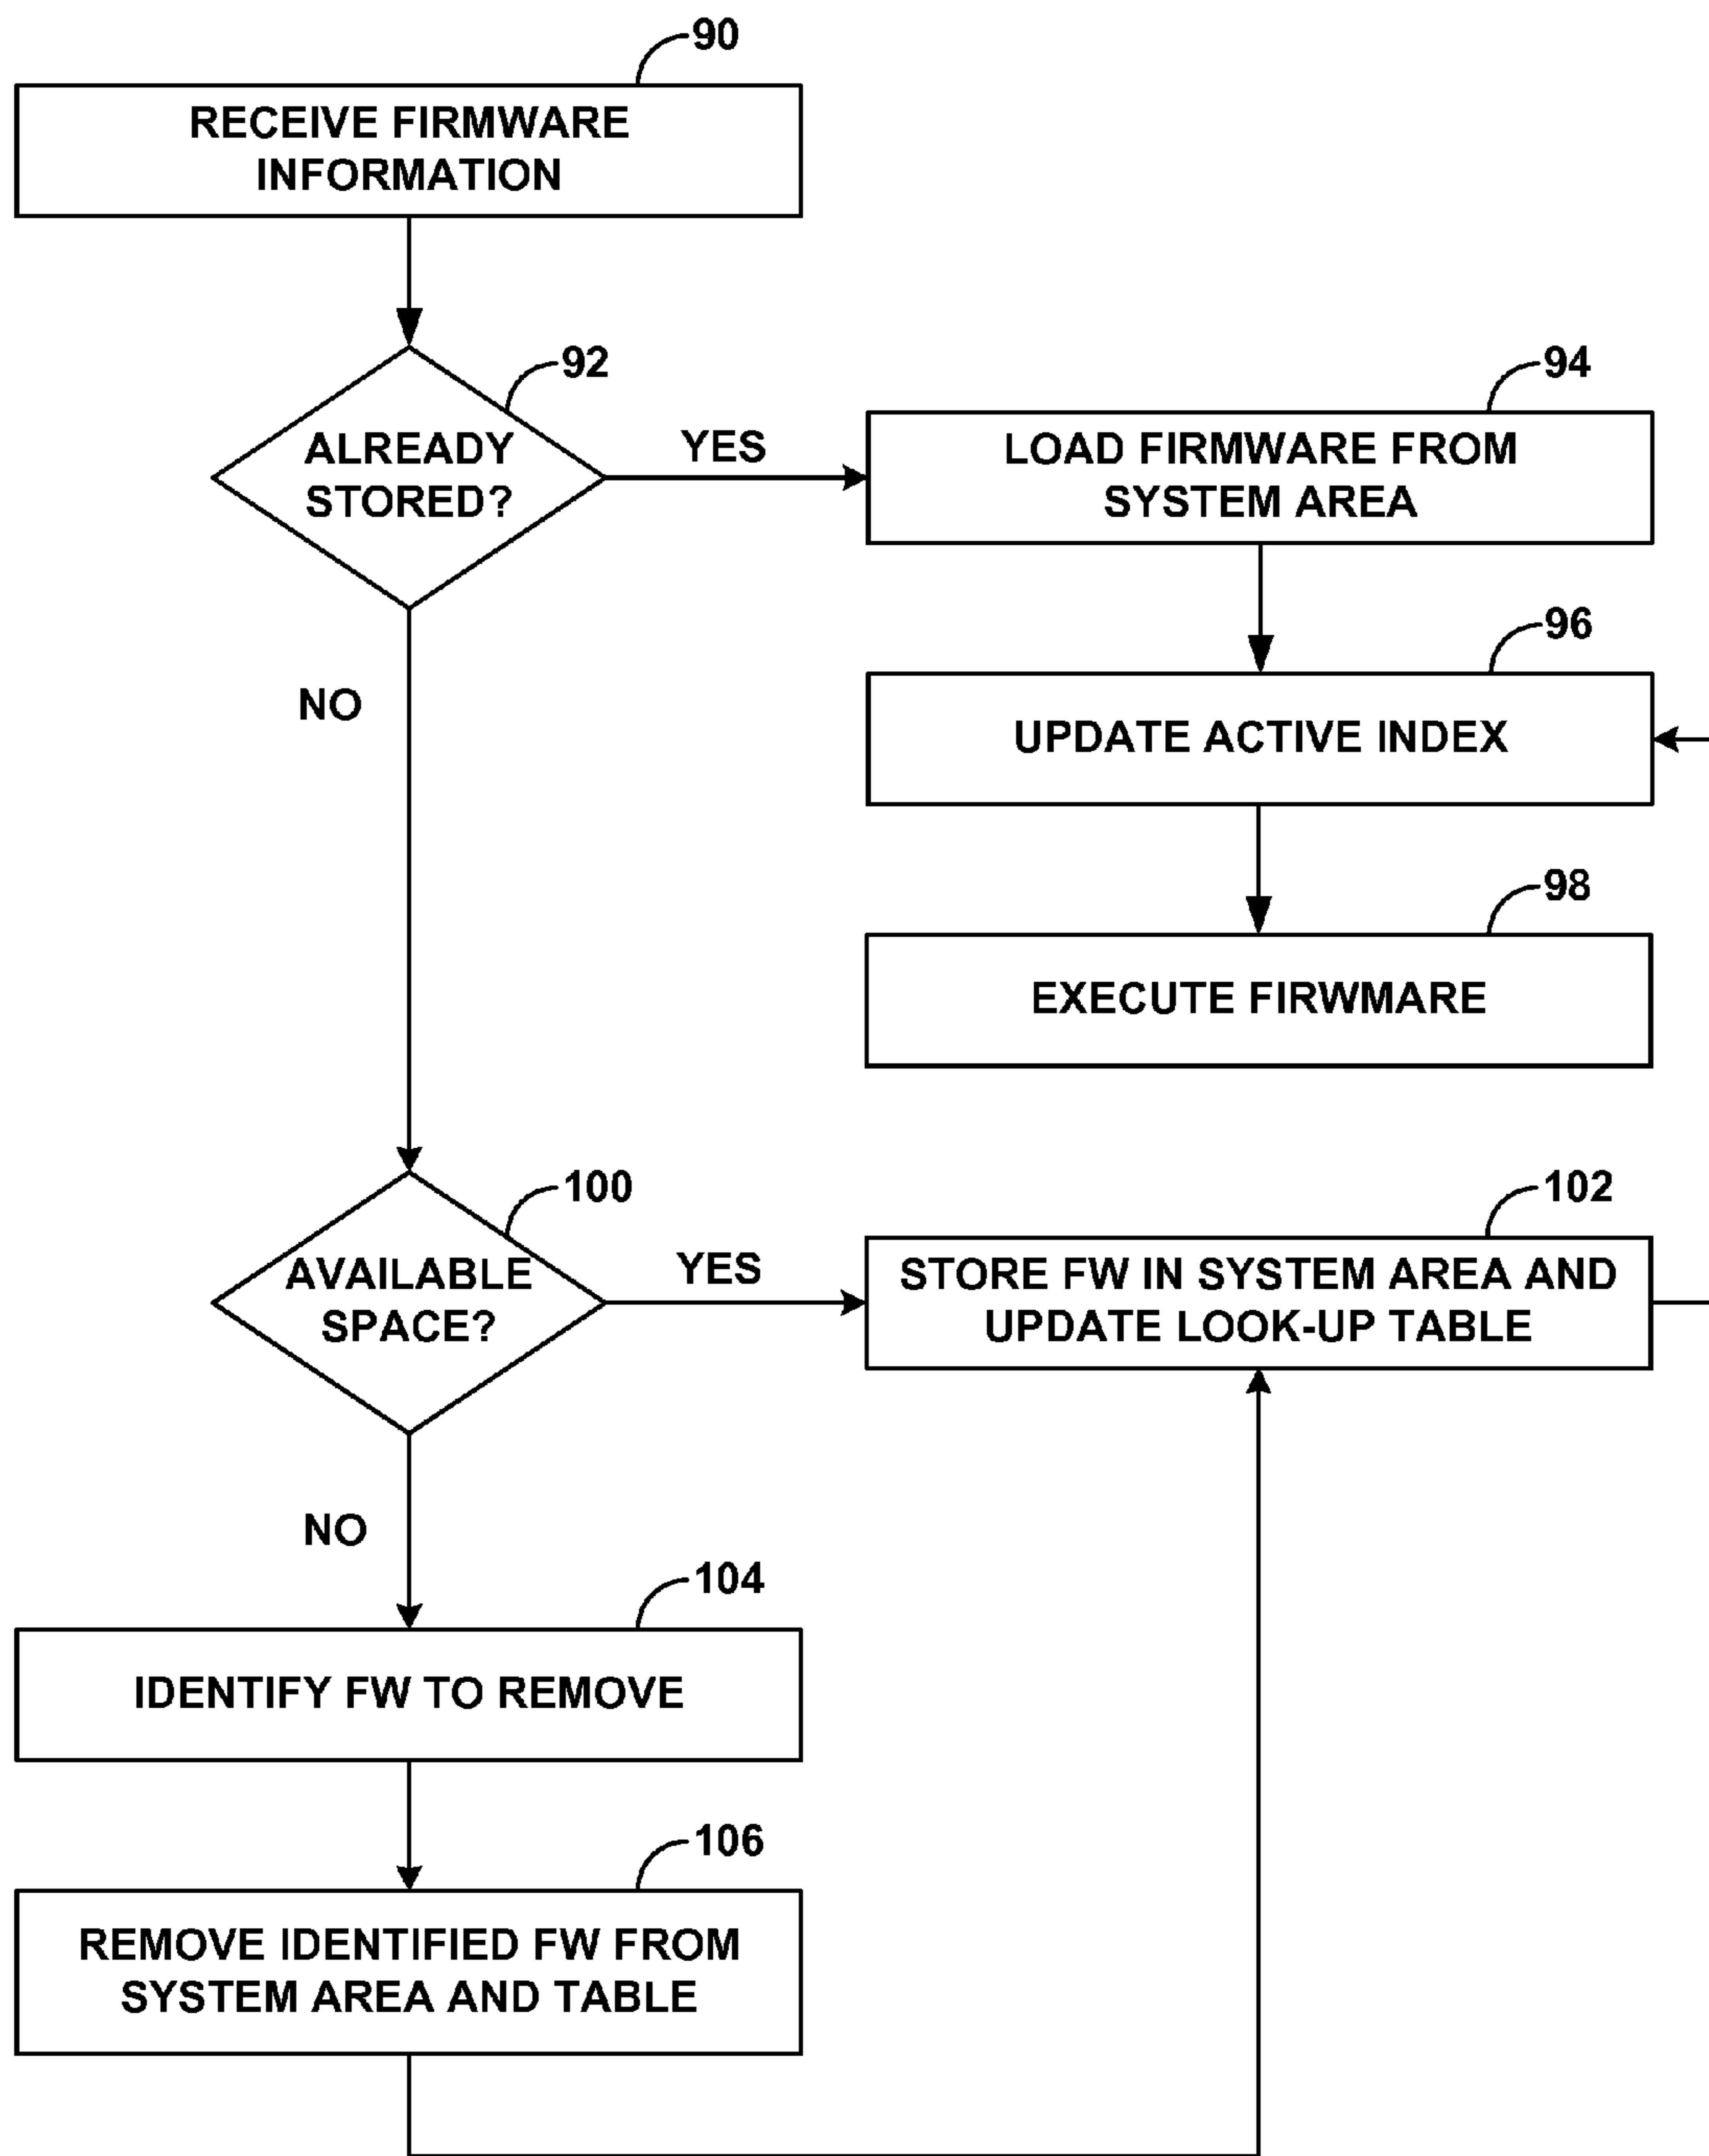 90
RECEIVE FIRMWARE
INFORMATION
92
ALREADY
STORED?
YES
94
LOAD FIRMWARE FROM
SYSTEM AREA
96
UPDATE ACTIVE INDEX
98
EXECUTE FIRWMARE
NO
100
AVAILABLE
SPACE?
YES
102
STORE FW IN SYSTEM AREA AND
UPDATE LOOK-UP TABLE
NO
104
IDENTIFY FW TO REMOVE
106
REMOVE IDENTIFIED FW FROM
SYSTEM AREA AND TABLE